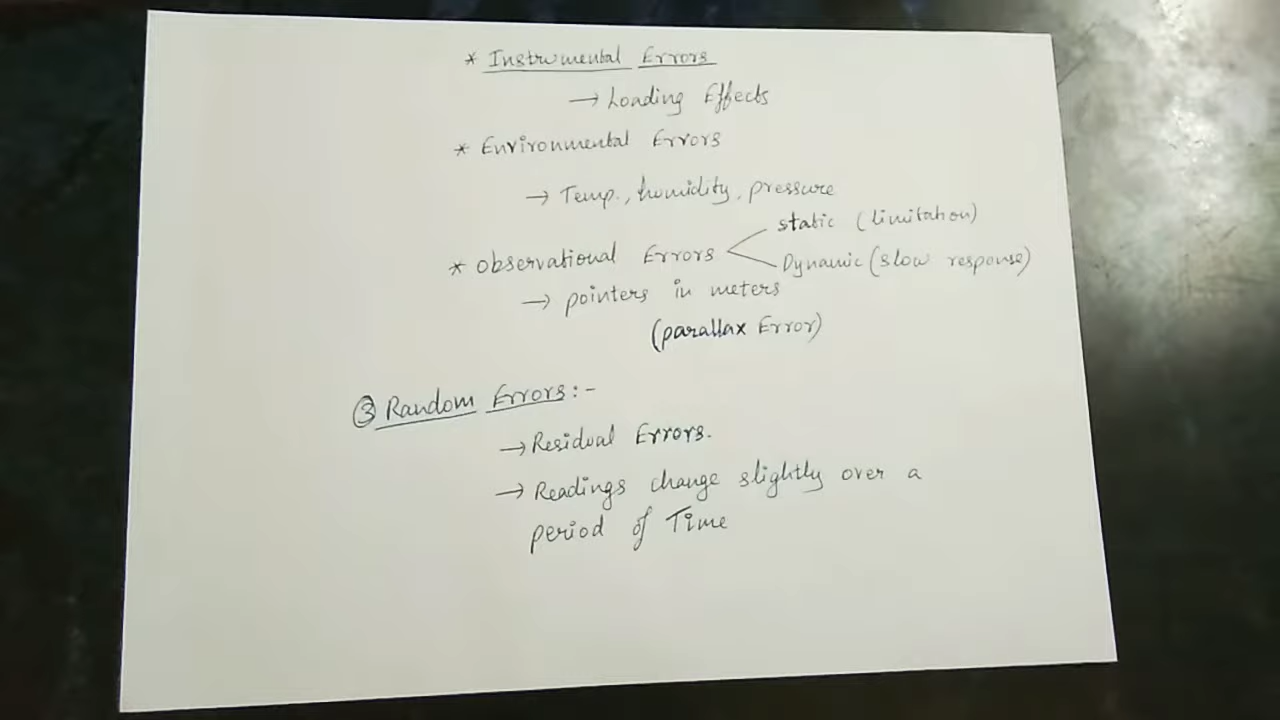 * Instrumental Errors
→ Loading Effects
* Environmental Errors
→ Temp., humidity, pressure
static (limitation)
* Observational Errors
Dynamic (slow response)
→ pointers in meters
(parallax Error)
③ Random Errors:-
→ Residual Errors.
→ Readings change slightly over a
period of Time